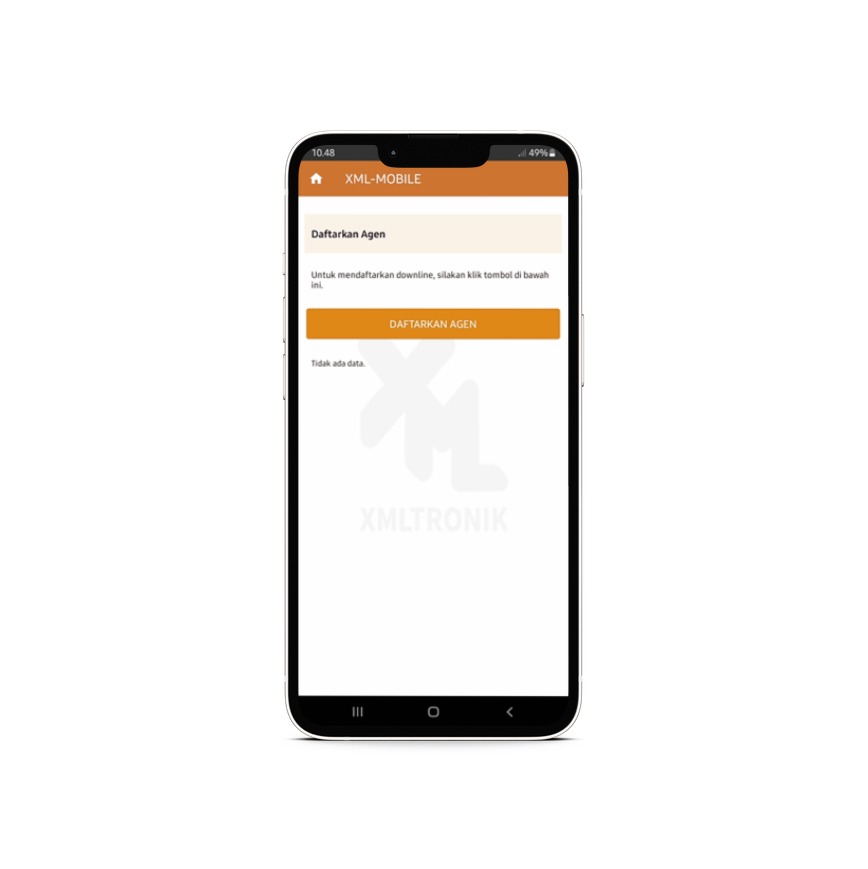 10.48
49%
XML-MOBILE
Daftarkan Agen
Untuk mendaftarkan downline, silakan klik tombol di bawah
ini.
DAFTARKAN AGEN
Tidak ada data.
XML
XMLTRONIK